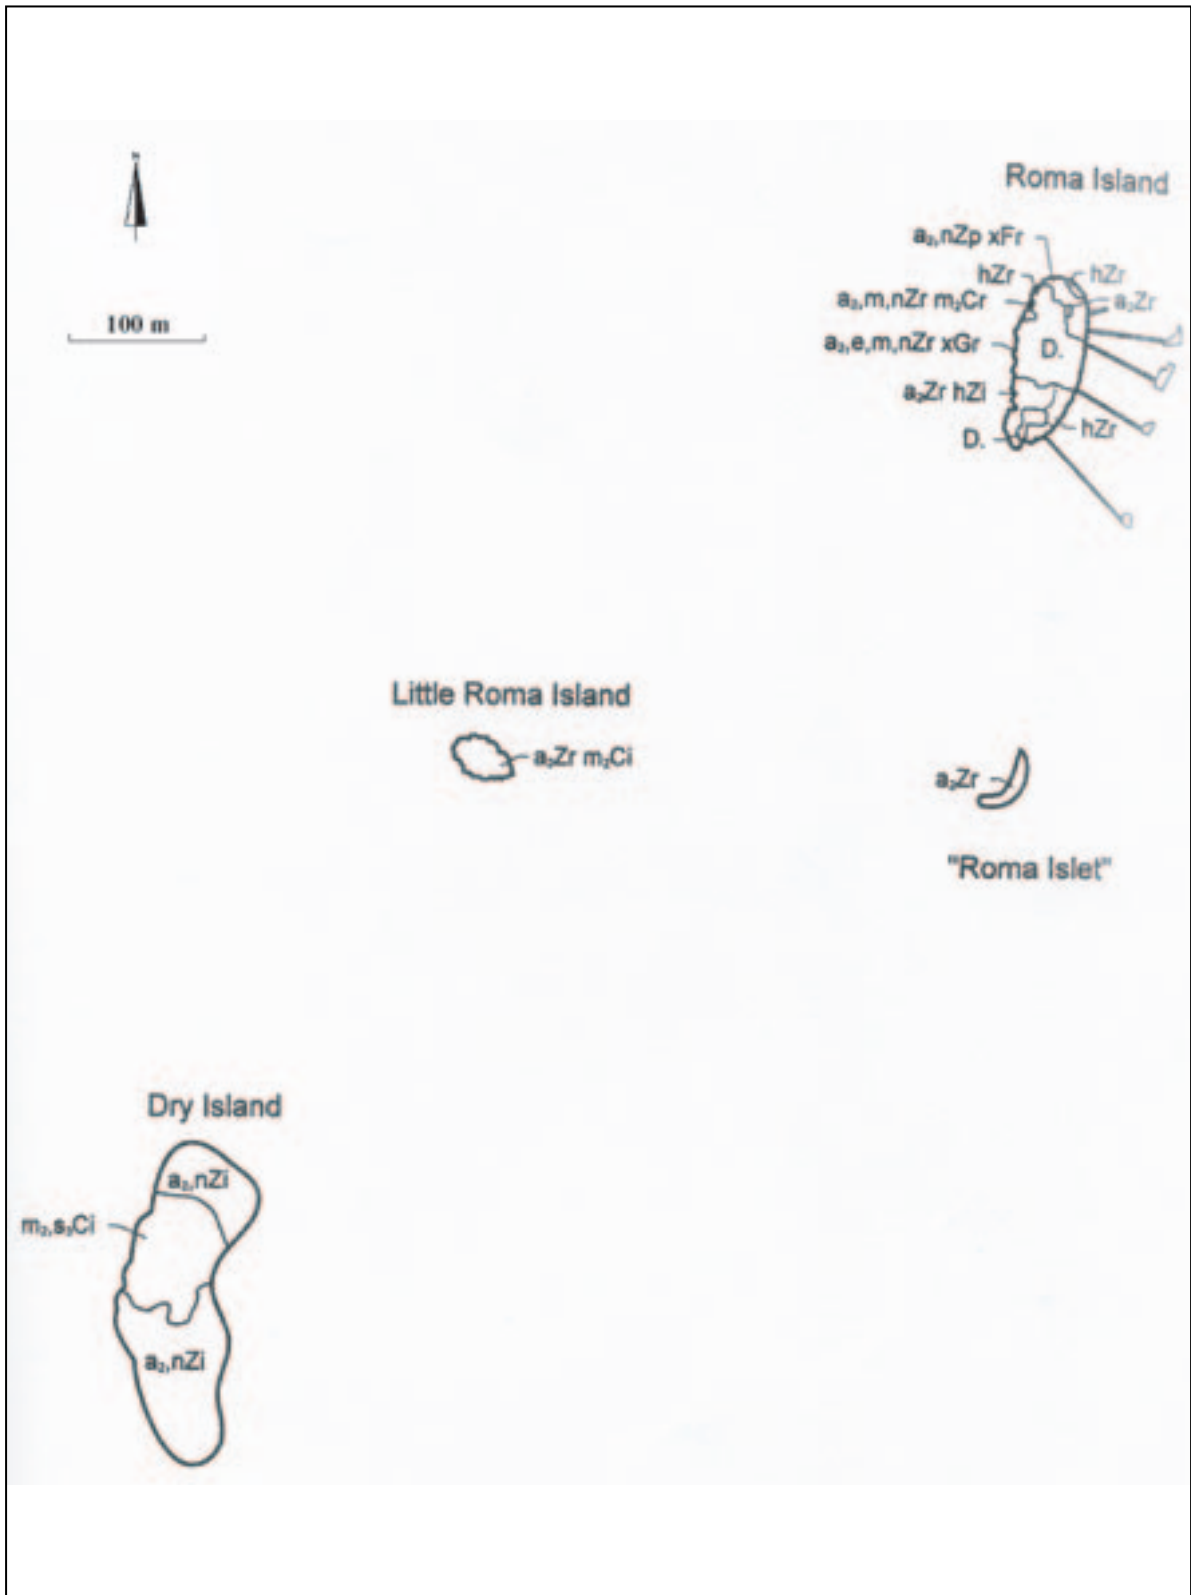 N
Roma Island
a₂,nZp xFr
hZr
hZr
a₂,m,nZr m₂Cr
a₂Zr
100 m
a₂,e,m,nZr xGr
D.
a₂Zr hZi
hZr
D.
Little Roma Island
a₂Zr m₂Ci
a₂Zr
"Roma Islet"
Dry Island
a₂,nZi
m₂,s₂Ci
a₂,nZi